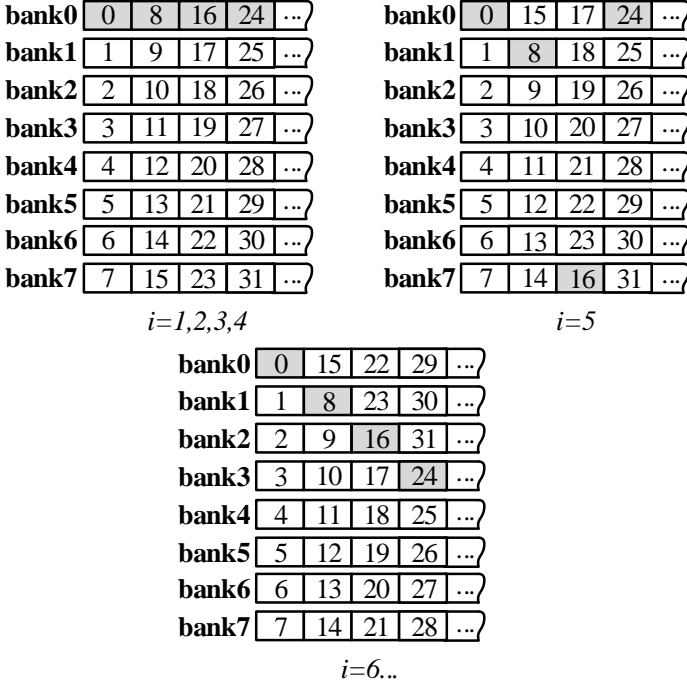 bank0 0 8 16 24 ...
bank1 1 9 17 25 ...
bank2 2 10 18 26 ...
bank3 3 11 19 27 ...
bank4 4 12 20 28 ...
bank5 5 13 21 29 ...
bank6 6 14 22 30 ...
bank7 7 15 23 31 ...
i=1,2,3,4
bank0 0 15 17 24 ...
bank1 1 8 18 25 ...
bank2 2 9 19 26 ...
bank3 3 10 20 27 ...
bank4 4 11 21 28 ...
bank5 5 12 22 29 ...
bank6 6 13 23 30 ...
bank7 7 14 16 31 ...
i=5
bank0 0 15 22 29 ...
bank1 1 8 23 30 ...
bank2 2 9 16 31 ...
bank3 3 10 17 24 ...
bank4 4 11 18 25 ...
bank5 5 12 19 26 ...
bank6 6 13 20 27 ...
bank7 7 14 21 28 ...
i=6...